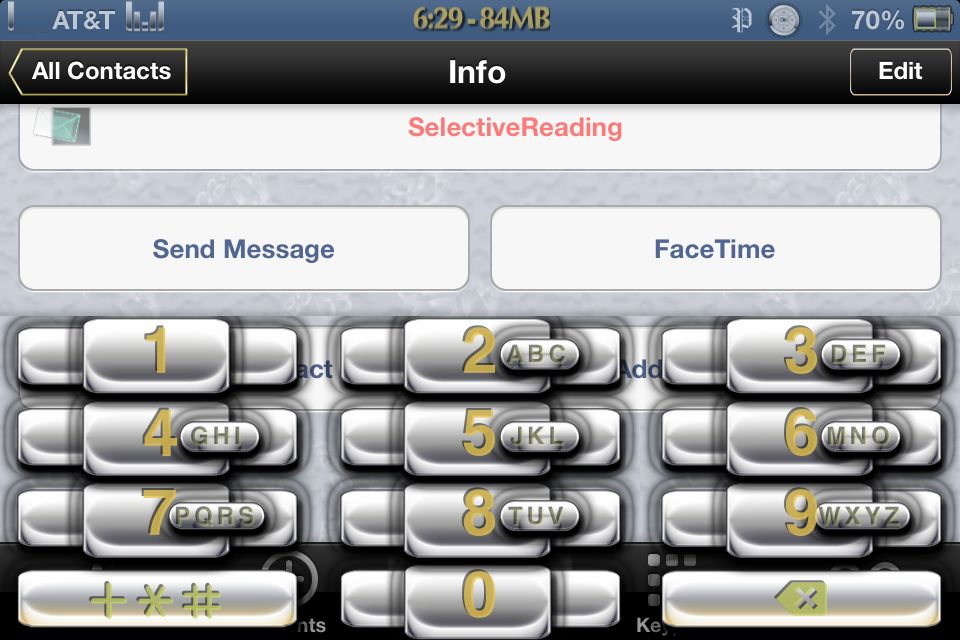 AT&T 6:29 - 84MB 70%
All Contacts Info Edit
SelectiveReading
Send Message FaceTime
1 2 ABC 3 DEF
4 GHI 5 JKL 6 MNO
7 PQRS 8 TUV 9 WXYZ
+*# 0